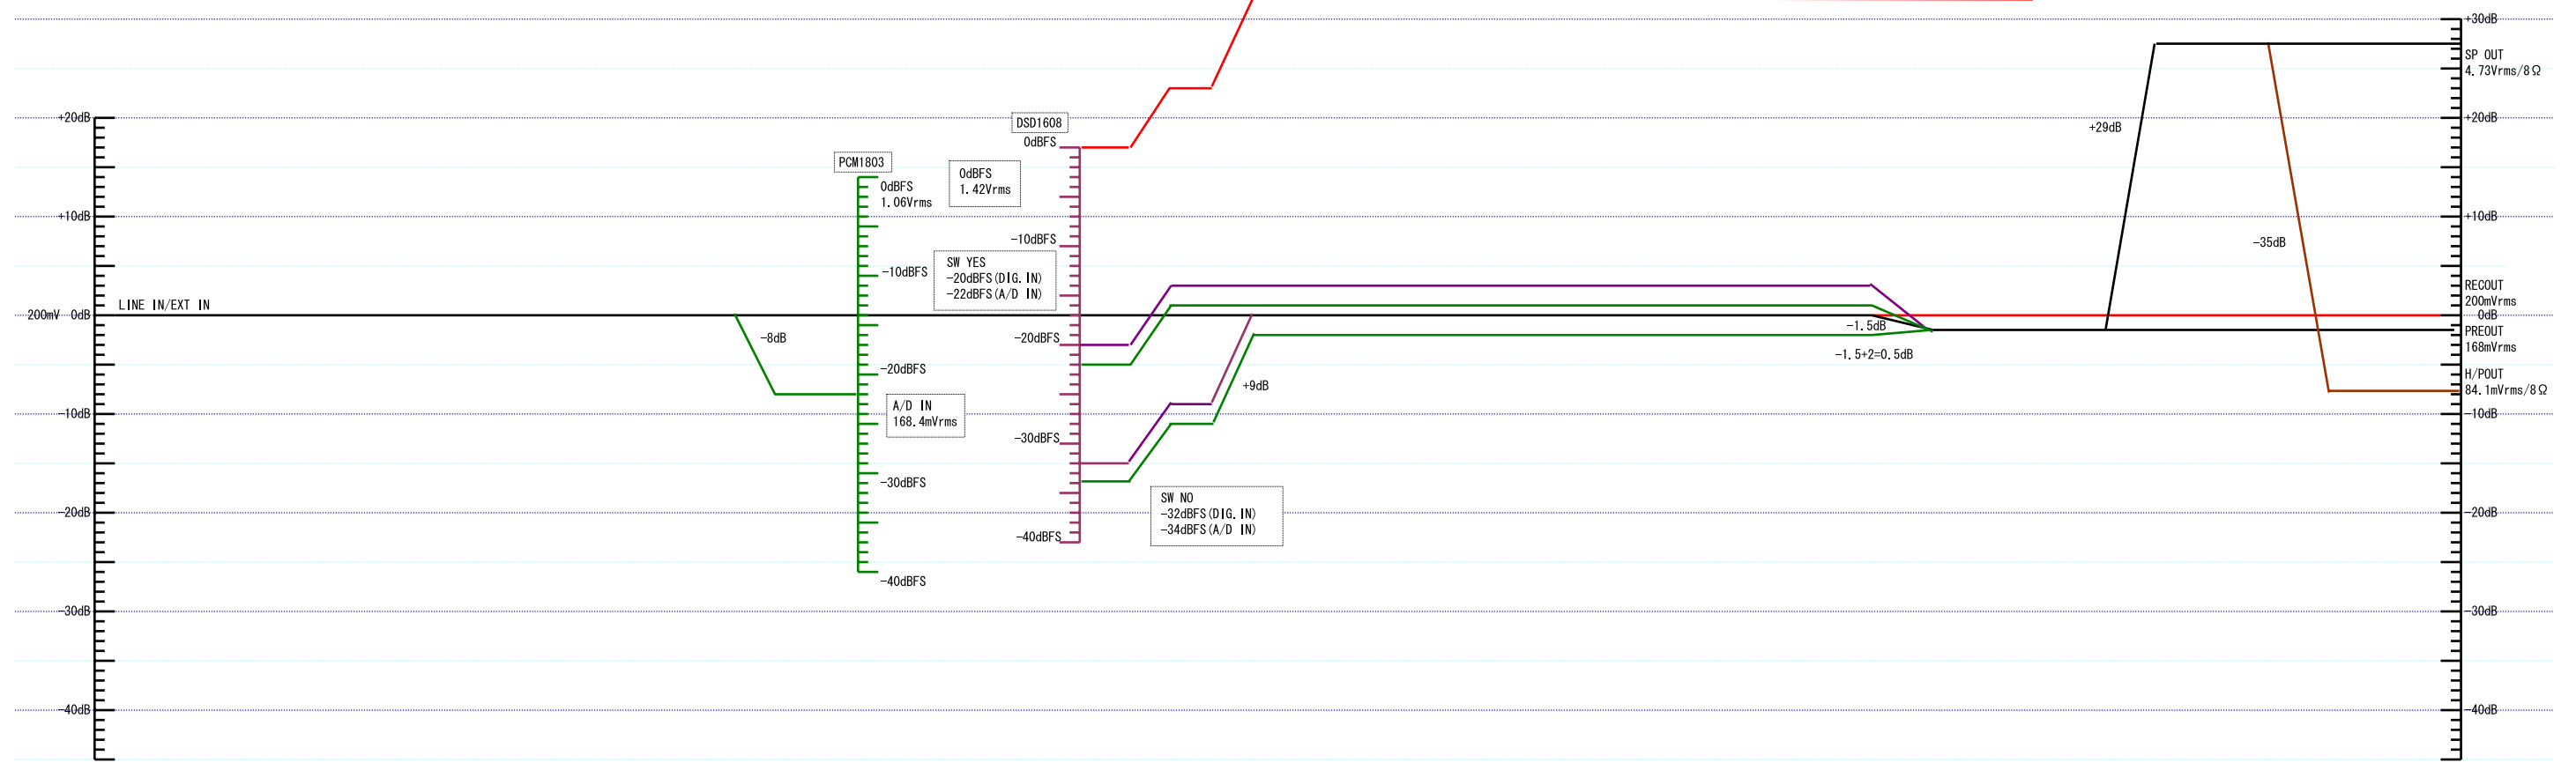 +30dB
SP OUT
4.73Vrms/8Ω
+20dB
DSD1608
+20dB
+29dB
0dBFS
PCM1803
0dBFS
1.42Vrms
0dBFS
1.06Vrms
+10dB
+10dB
-10dBFS
-35dB
SW YES
-20dBFS(DIG.IN)
-22dBFS(A/D IN)
-10dBFS
RECOUT
200mVrms
LINE IN/EXT IN
200mV 0dB
0dB
-1.5dB
PREOUT
168mVrms
-8dB
-20dBFS
-1.5+2=0.5dB
-20dBFS
H/POUT
84.1mVrms/8Ω
+9dB
A/D IN
168.4mVrms
-10dB
-10dB
-30dBFS
-30dBFS
SW NO
-32dBFS(DIG.IN)
-34dBFS(A/D IN)
-20dB
-20dB
-40dBFS
-40dBFS
-30dB
-30dB
-40dB
-40dB